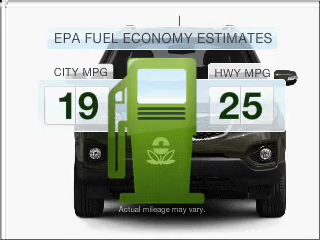 EPA FUEL ECONOMY ESTIMATES
CITY MPG
HWY MPG
19
25
Actual mileage may vary.